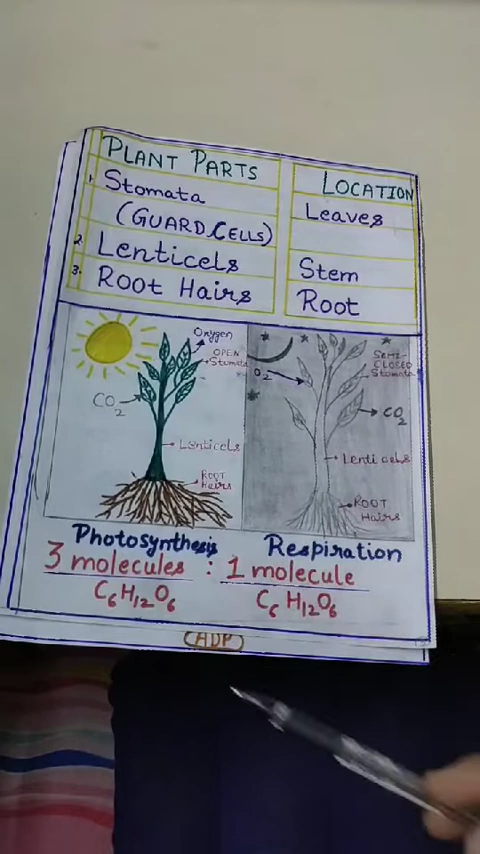 PLANT PARTS
LOCATION
1. Stomata
(GUARD CELLS)
Leaves
2. Lenticels
Stem
3. Root Hairs
Root
Oxygen
OPEN
Stomata
CO2
Lenticels
ROOT
Hairs
O2
SEMI-
CLOSED
Stomata
CO2
Lenticels
ROOT
Hairs
Photosynthesis
Respiration
3 molecules : 1 molecule
C6H12O6
C6H12O6
ADP